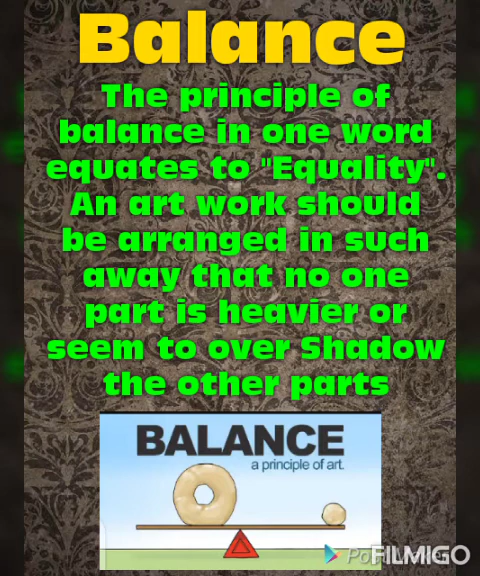 Balance
The principle of
balance in one word
equates to "Equality".
An art work should
be arranged in such
away that no one
part is heavier or
seem to over Shadow
the other parts
BALANCE
a principle of art.
FILMIGO